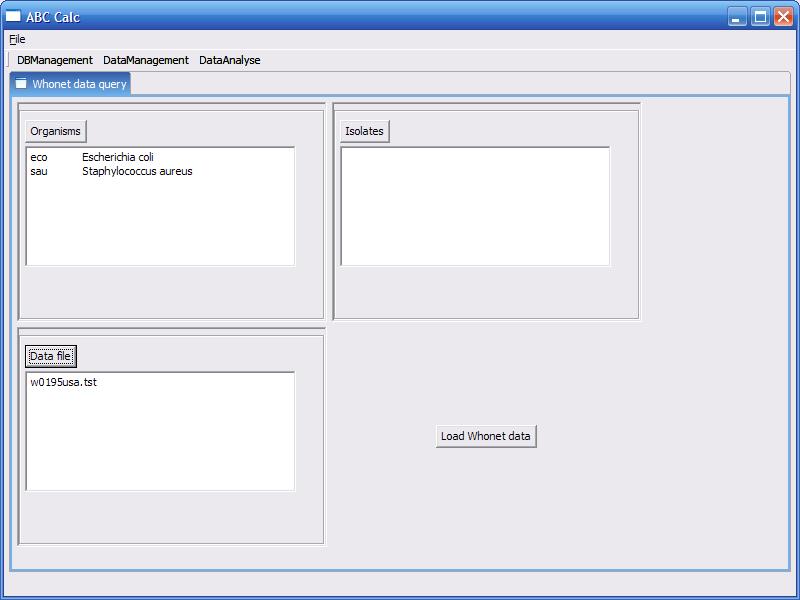 ABC Calc
File
DBManagement DataManagement DataAnalyse
Whonet data query
Organisms
eco Escherichia coli
sau Staphylococcus aureus
Isolates
Data file
w0195usa.tst
Load Whonet data